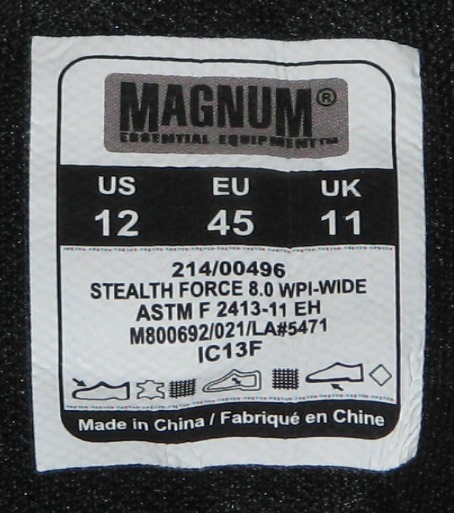 MAGNUM®
ESSENTIAL EQUIPMENT™
US EU UK
12 45 11
214/00496
STEALTH FORCE 8.0 WPI-WIDE
ASTM F 2413-11 EH
M800692/021/LA#5471
IC13F
Made in China / Fabriqué en Chine